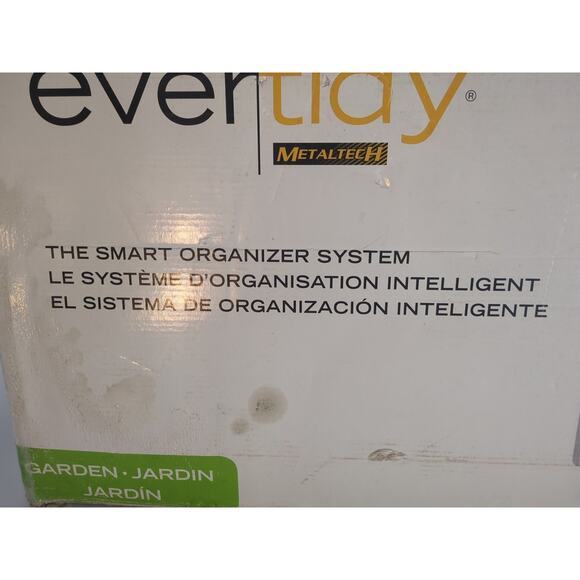 evertidy®
METALTECH
THE SMART ORGANIZER SYSTEM
LE SYSTÈME D'ORGANISATION INTELLIGENT
EL SISTEMA DE ORGANIZACIÓN INTELIGENTE
GARDEN · JARDIN
JARDÍN